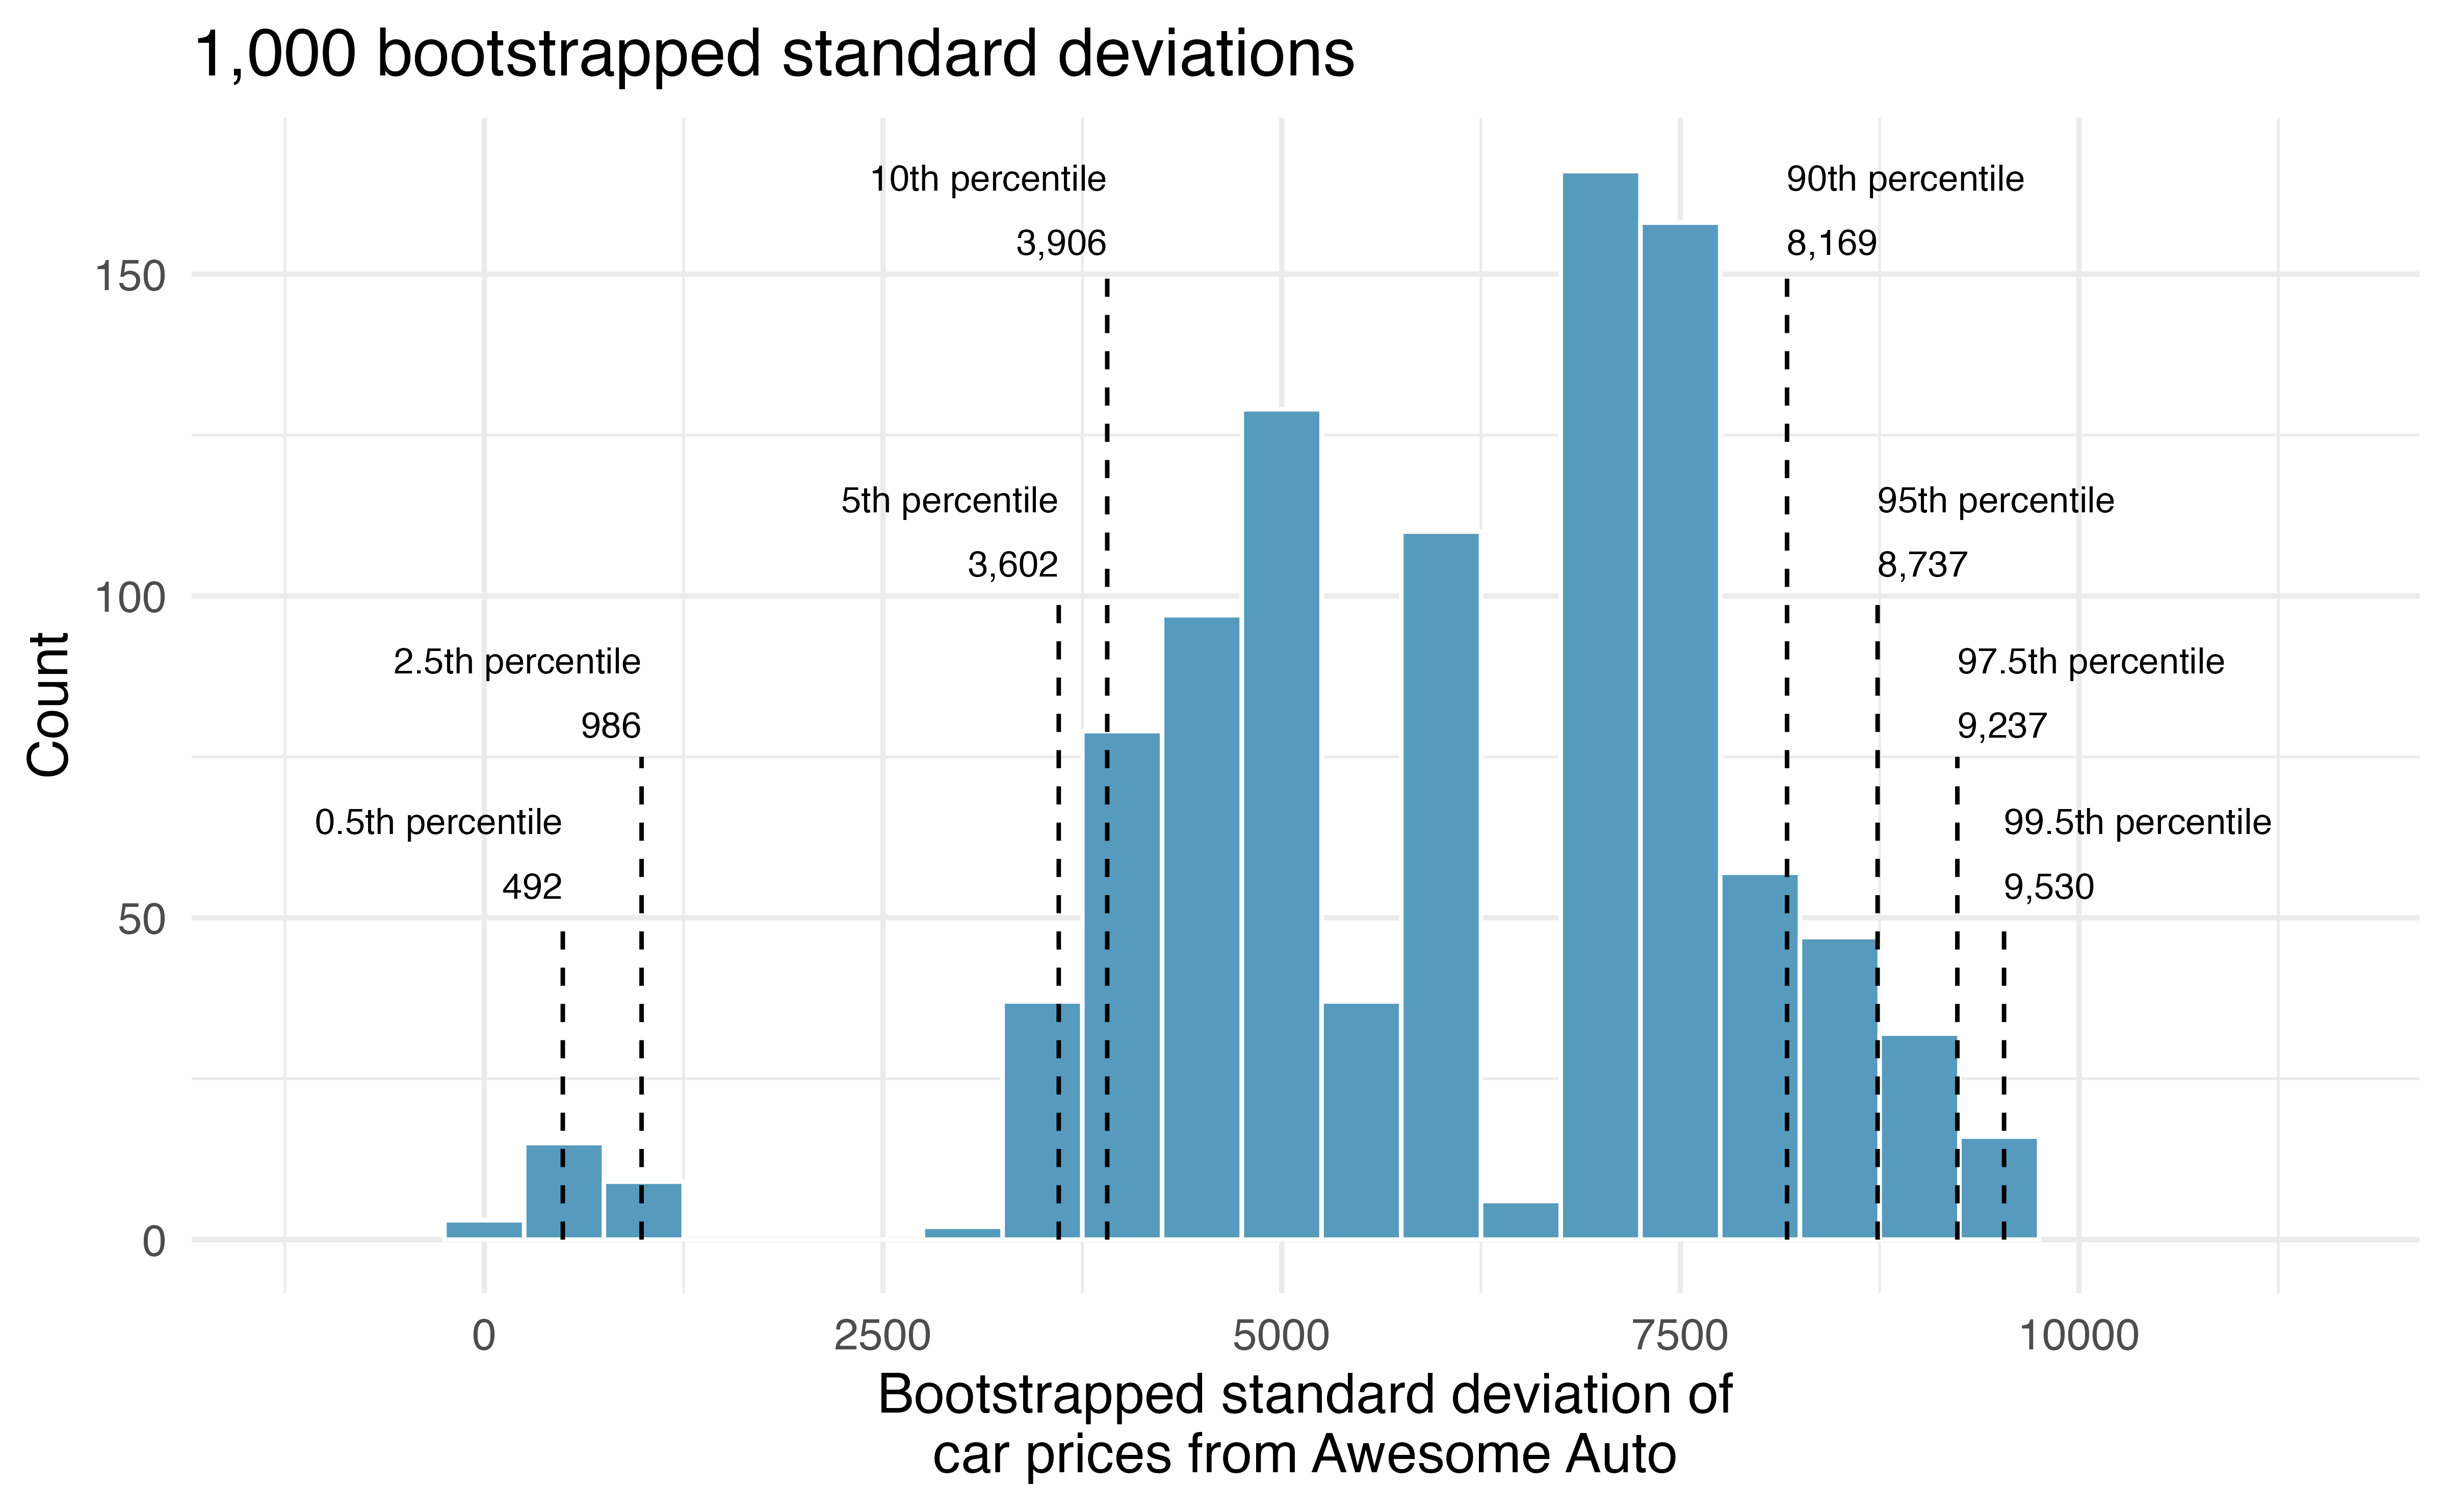 1,000 bootstrapped standard deviations
10th percentile
3,906
90th percentile
8,169
5th percentile
3,602
95th percentile
8,737
2.5th percentile
986
97.5th percentile
9,237
0.5th percentile
492
99.5th percentile
9,530
Count
150
100
50
0
0 2500 5000 7500 10000
Bootstrapped standard deviation of
car prices from Awesome Auto